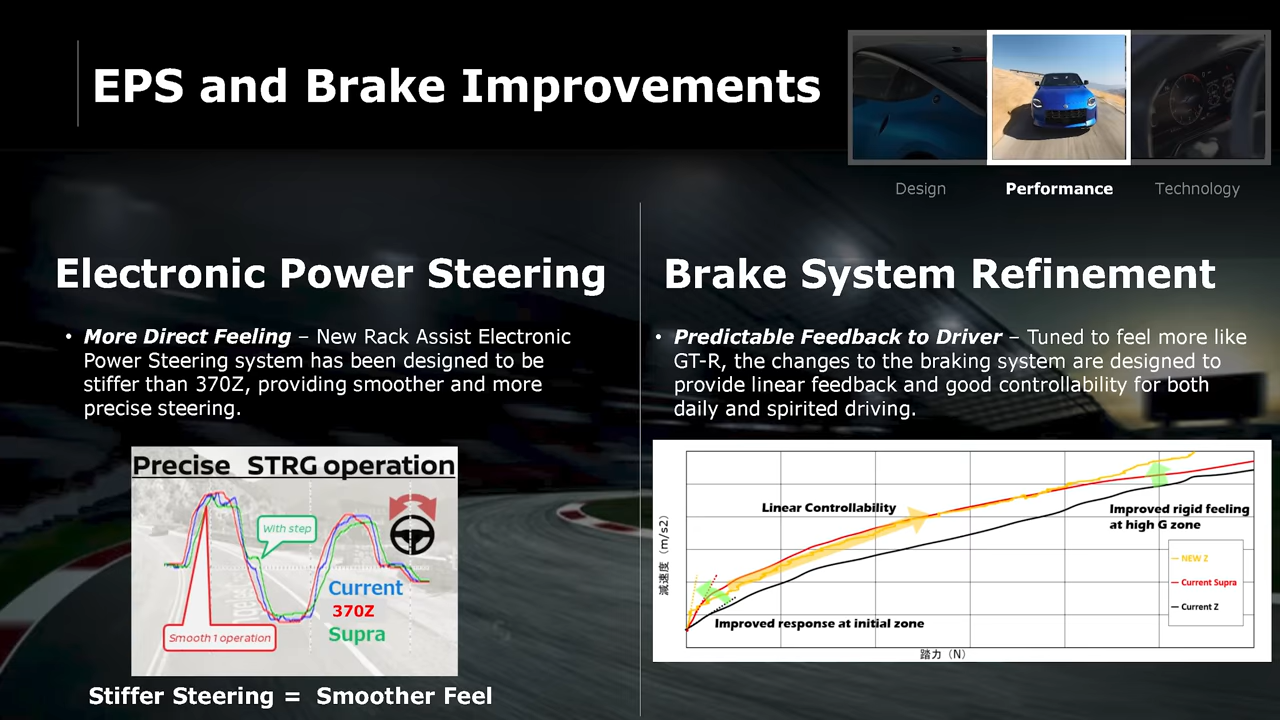 EPS and Brake Improvements
Design
Performance
Technology
Electronic Power Steering
• More Direct Feeling – New Rack Assist Electronic
Power Steering system has been designed to be
stiffer than 370Z, providing smoother and more
precise steering.
Precise STRG operation
With step
Current
370Z
Supra
Smooth 1 operation
Stiffer Steering = Smoother Feel
Brake System Refinement
• Predictable Feedback to Driver – Tuned to feel more like
GT-R, the changes to the braking system are designed to
provide linear feedback and good controllability for both
daily and spirited driving.
Linear Controllability
Improved rigid feeling
at high G zone
NEW Z
Current Supra
Current Z
Improved response at initial zone
減速度（m/s2）
踏力（N）